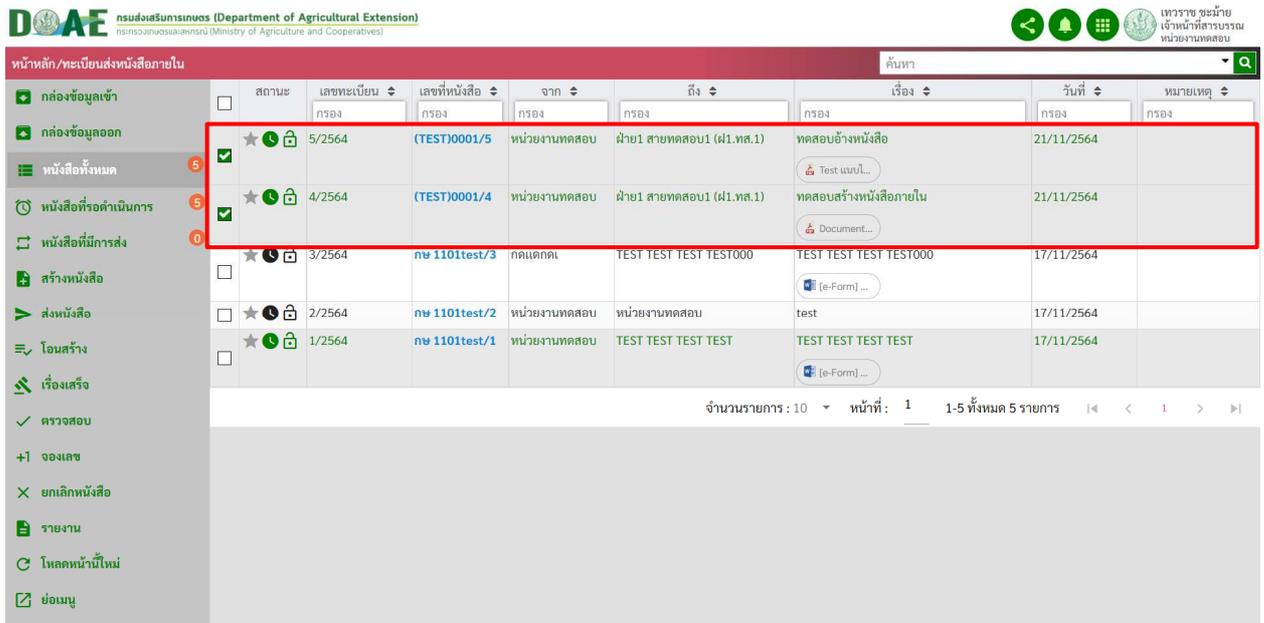 DOAE กรมส่งเสริมการเกษตร (Department of Agricultural Extension)
กระทรวงเกษตรและสหกรณ์ (Ministry of Agriculture and Cooperatives)
เทวราช ชะม้าย
เจ้าหน้าที่สารบรรณ
หน่วยงานทดสอบ
หน้าหลัก/ทะเบียนส่งหนังสือภายใน
ค้นหา
กล่องข้อมูลเข้า
กล่องข้อมูลออก
หนังสือทั้งหมด 5
หนังสือที่รอดำเนินการ 5
หนังสือที่มีการส่ง 0
สร้างหนังสือ
ส่งหนังสือ
โอนสร้าง
เรื่องเสร็จ
ตรวจสอบ
+1 จองเลข
ยกเลิกหนังสือ
รายงาน
โหลดหน้านี้ใหม่
ย่อเมนู
สถานะ เลขทะเบียน เลขที่หนังสือ จาก ถึง เรื่อง วันที่ หมายเหตุ
กรอง กรอง กรอง กรอง กรอง กรอง กรอง
5/2564 (TEST)0001/5 หน่วยงานทดสอบ ฝ่าย1 สายทดสอบ1 (ฝ1.ทส.1) ทดสอบอ้างหนังสือ 21/11/2564
Test แนบไ...
4/2564 (TEST)0001/4 หน่วยงานทดสอบ ฝ่าย1 สายทดสอบ1 (ฝ1.ทส.1) ทดสอบสร้างหนังสือภายใน 21/11/2564
Document...
3/2564 กษ 1101test/3 TEST TEST TEST TEST000 TEST TEST TEST TEST000 17/11/2564
[e-Form] ...
2/2564 กษ 1101test/2 หน่วยงานทดสอบ หน่วยงานทดสอบ test 17/11/2564
1/2564 กษ 1101test/1 หน่วยงานทดสอบ TEST TEST TEST TEST TEST TEST TEST TEST 17/11/2564
[e-Form] ...
จำนวนรายการ : 10 หน้าที่ : 1 1-5 ทั้งหมด 5 รายการ 1